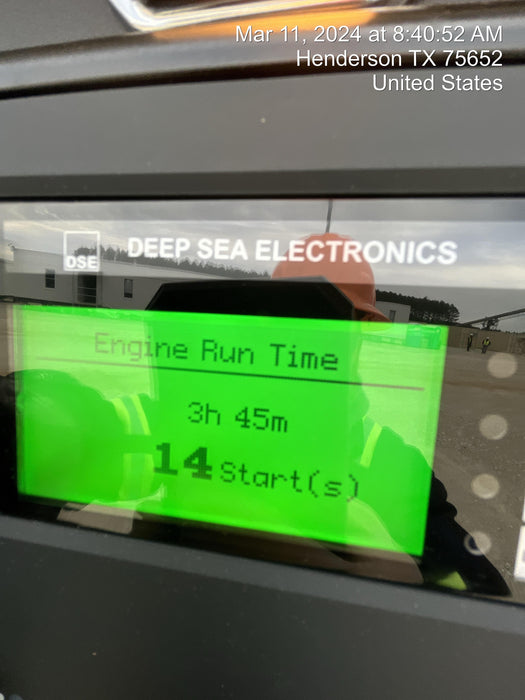 Mar 11, 2024 at 8:40:52 AM
Henderson TX 75652
United States
DSE DEEP SEA ELECTRONICS
Engine Run Time
3h 45m
14 Start(s)